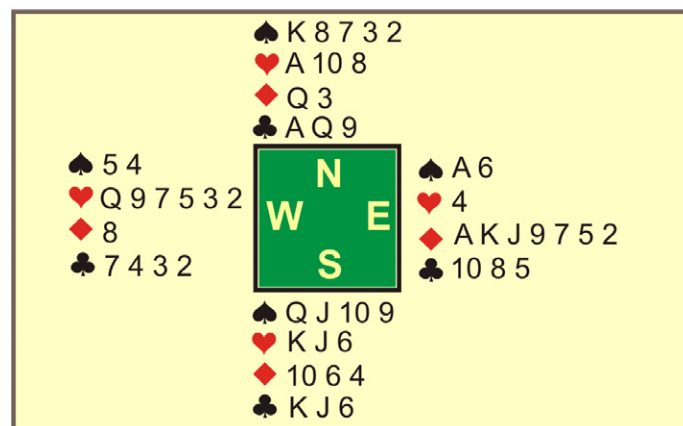 ♠ K 8 7 3 2
♥ A 10 8
♦ Q 3
♣ A Q 9
♠ 5 4
♥ Q 9 7 5 3 2
♦ 8
♣ 7 4 3 2
N
W E
S
♠ A 6
♥ 4
♦ A K J 9 7 5 2
♣ 10 8 5
♠ Q J 10 9
♥ K J 6
♦ 10 6 4
♣ K J 6